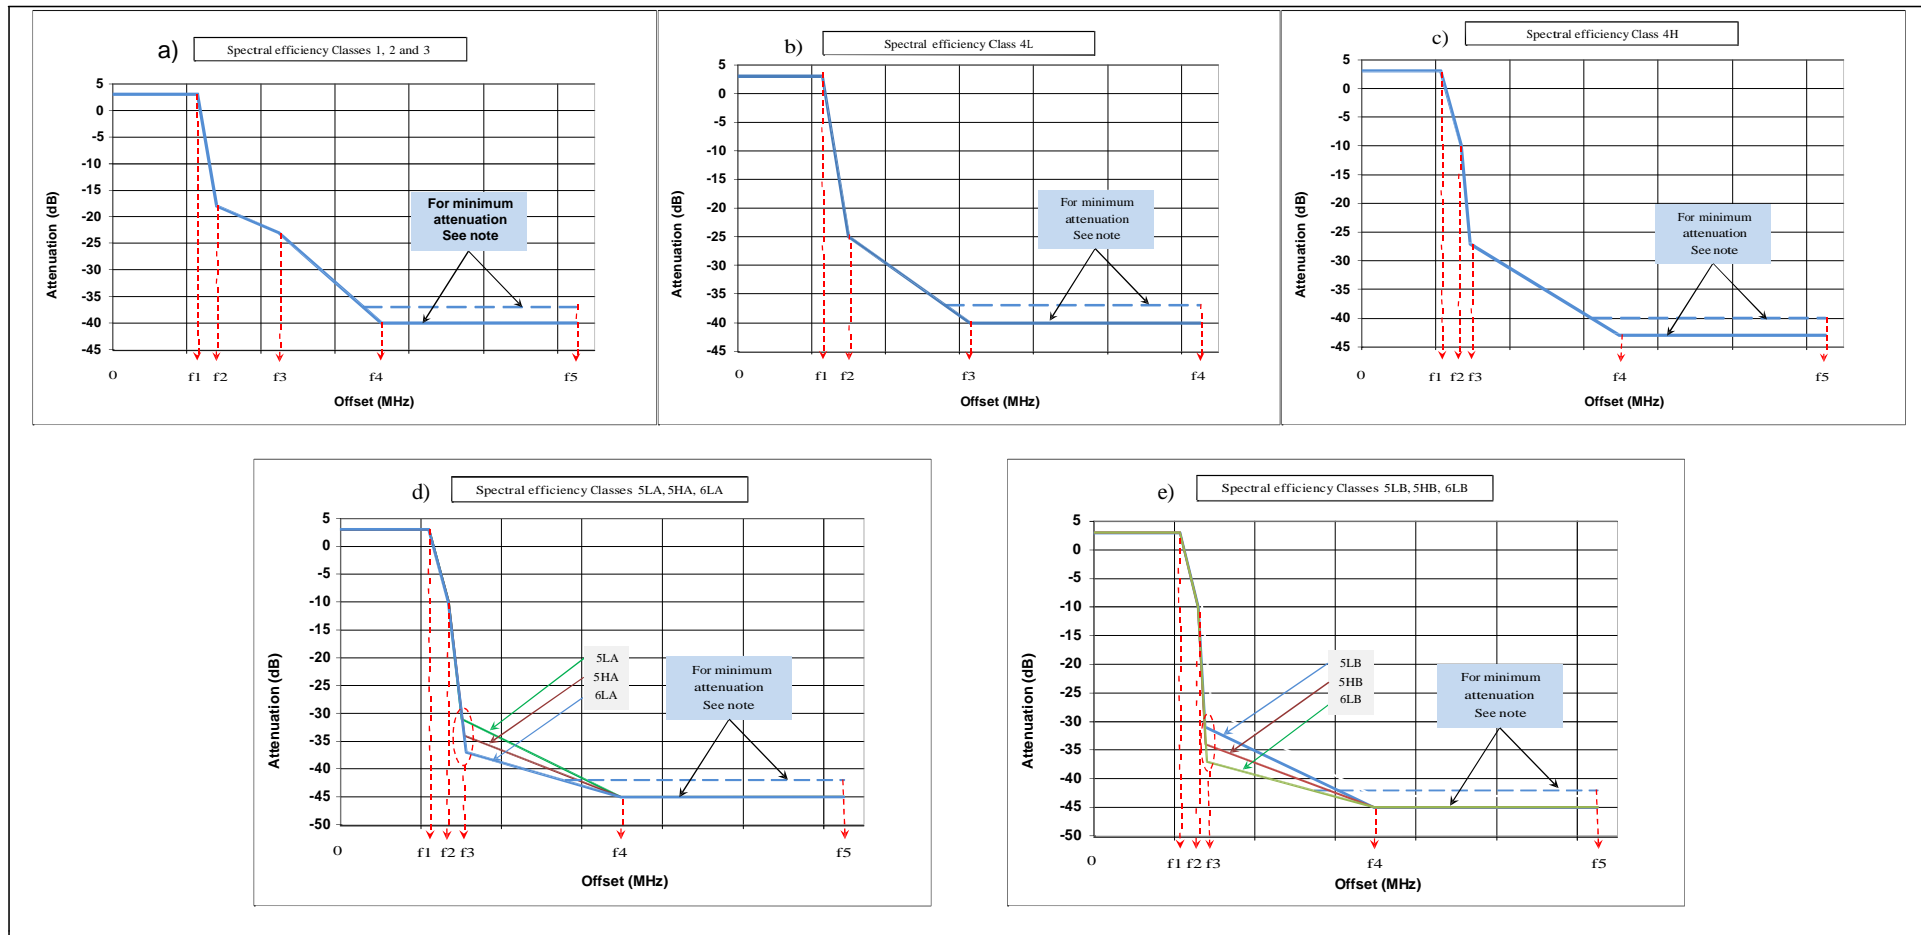 a)
Spectral efficiency Classes 1, 2 and 3
5
0
-5
-10
-15
-20
-25
-30
-35
-40
-45
Attenuation (dB)
For minimum
attenuation
See note
0 f1 f2 f3 f4 f5
Offset (MHz)
b)
Spectral efficiency Class 4L
5
0
-5
-10
-15
-20
-25
-30
-35
-40
-45
Attenuation (dB)
For minimum
attenuation
See note
0 f1 f2 f3 f4
Offset (MHz)
c)
Spectral efficiency Class 4H
5
0
-5
-10
-15
-20
-25
-30
-35
-40
-45
Attenuation (dB)
For minimum
attenuation
See note
0 f1 f2 f3 f4 f5
Offset (MHz)
d)
Spectral efficiency Classes 5LA, 5HA, 6LA
5
0
-5
-10
-15
-20
-25
-30
-35
-40
-45
-50
Attenuation (dB)
5LA
5HA
6LA
For minimum
attenuation
See note
0 f1 f2 f3 f4 f5
Offset (MHz)
e)
Spectral efficiency Classes 5LB, 5HB, 6LB
5
0
-5
-10
-15
-20
-25
-30
-35
-40
-45
-50
Attenuation (dB)
5LB
5HB
6LB
For minimum
attenuation
See note
0 f1 f2 f3 f4 f5
Offset (MHz)